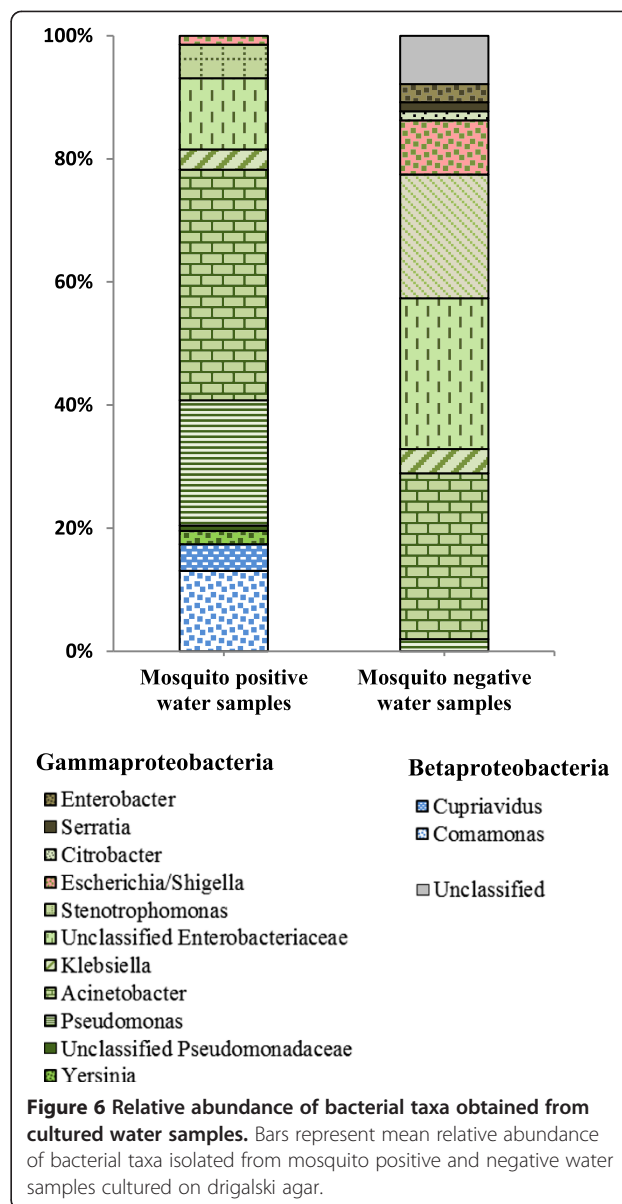 100%
80%
60%
40%
20%
0%
Mosquito positive
water samples
Mosquito negative
water samples
Gammaproteobacteria
Enterobacter
Serratia
Citrobacter
Escherichia/Shigella
Stenotrophomonas
Unclassified Enterobacteriaceae
Klebsiella
Acinetobacter
Pseudomonas
Unclassified Pseudomonadaceae
Yersinia
Betaproteobacteria
Cupriavidus
Comamonas
Unclassified
Figure 6 Relative abundance of bacterial taxa obtained from
cultured water samples. Bars represent mean relative abundance
of bacterial taxa isolated from mosquito positive and negative water
samples cultured on drigalski agar.